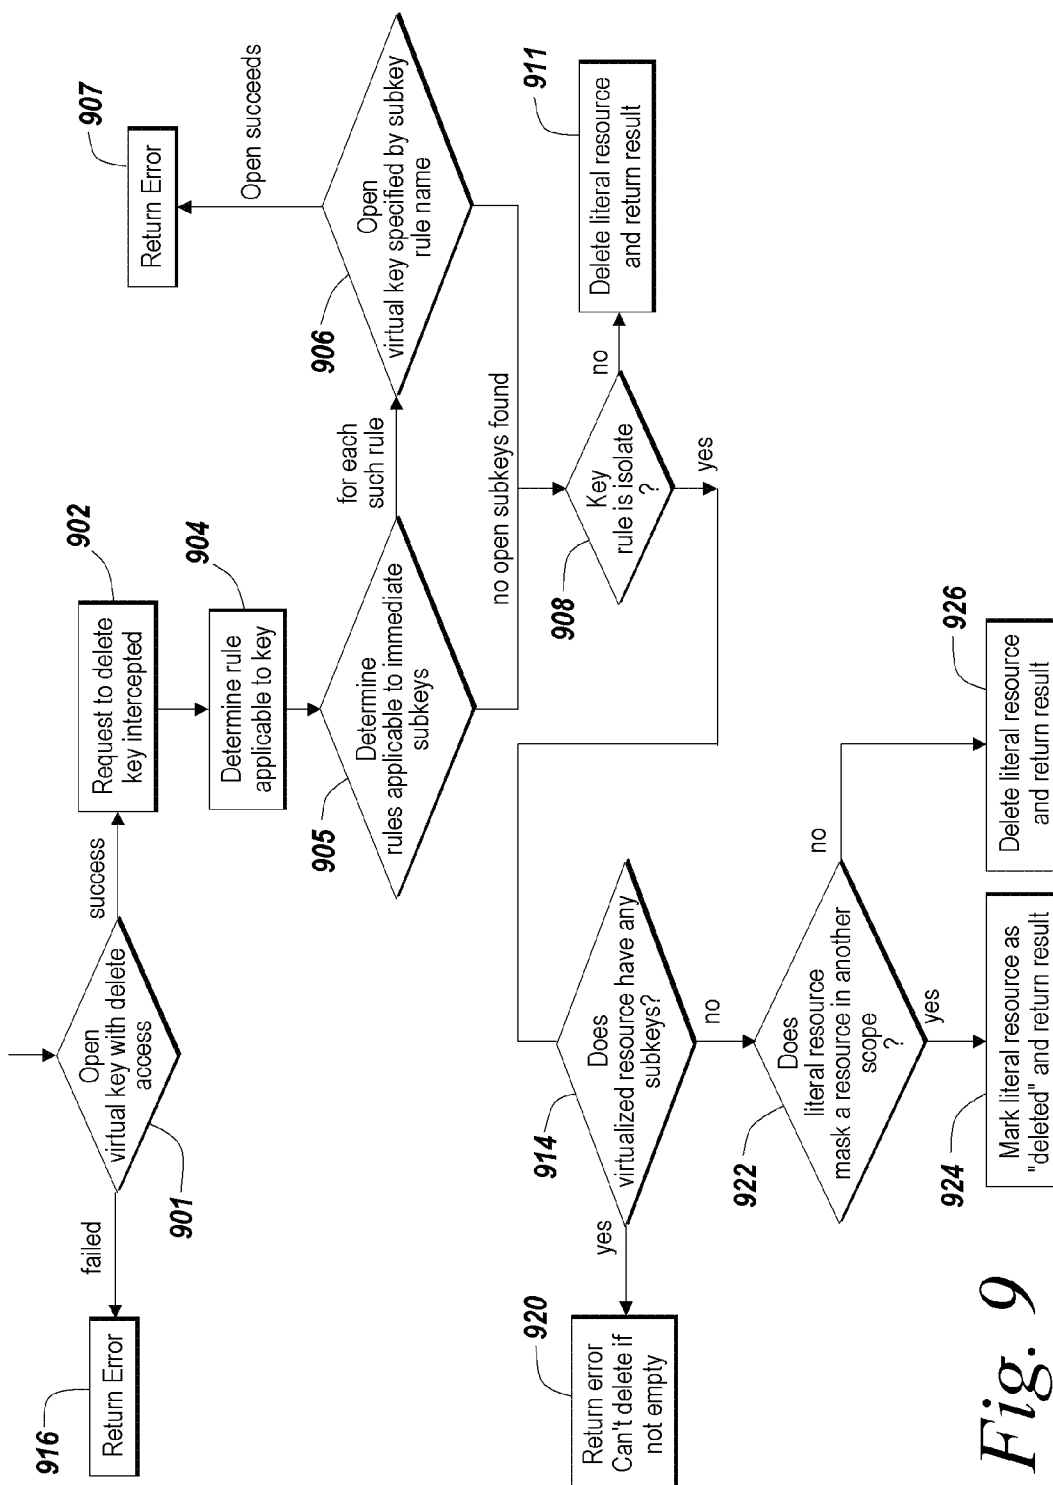 Open
virtual key with delete
access
901
failed
Return Error
916
success
Request to delete
key intercepted
902
Determine rule
applicable to key
904
Determine
rules applicable to immediate
subkeys
905
for each
such rule
Open
virtual key specified by subkey
rule name
906
Open succeeds
Return Error
907
no open subkeys found
Key
rule is isolate
?
908
no
Delete literal resource
and return result
911
yes
Does
virtualized resource have any
subkeys?
914
yes
Return error
Can't delete if
not empty
920
no
Does
literal resource
mask a resource in another
scope
?
922
no
Delete literal resource
and return result
926
yes
Mark literal resource as
"deleted" and return result
924
Fig. 9